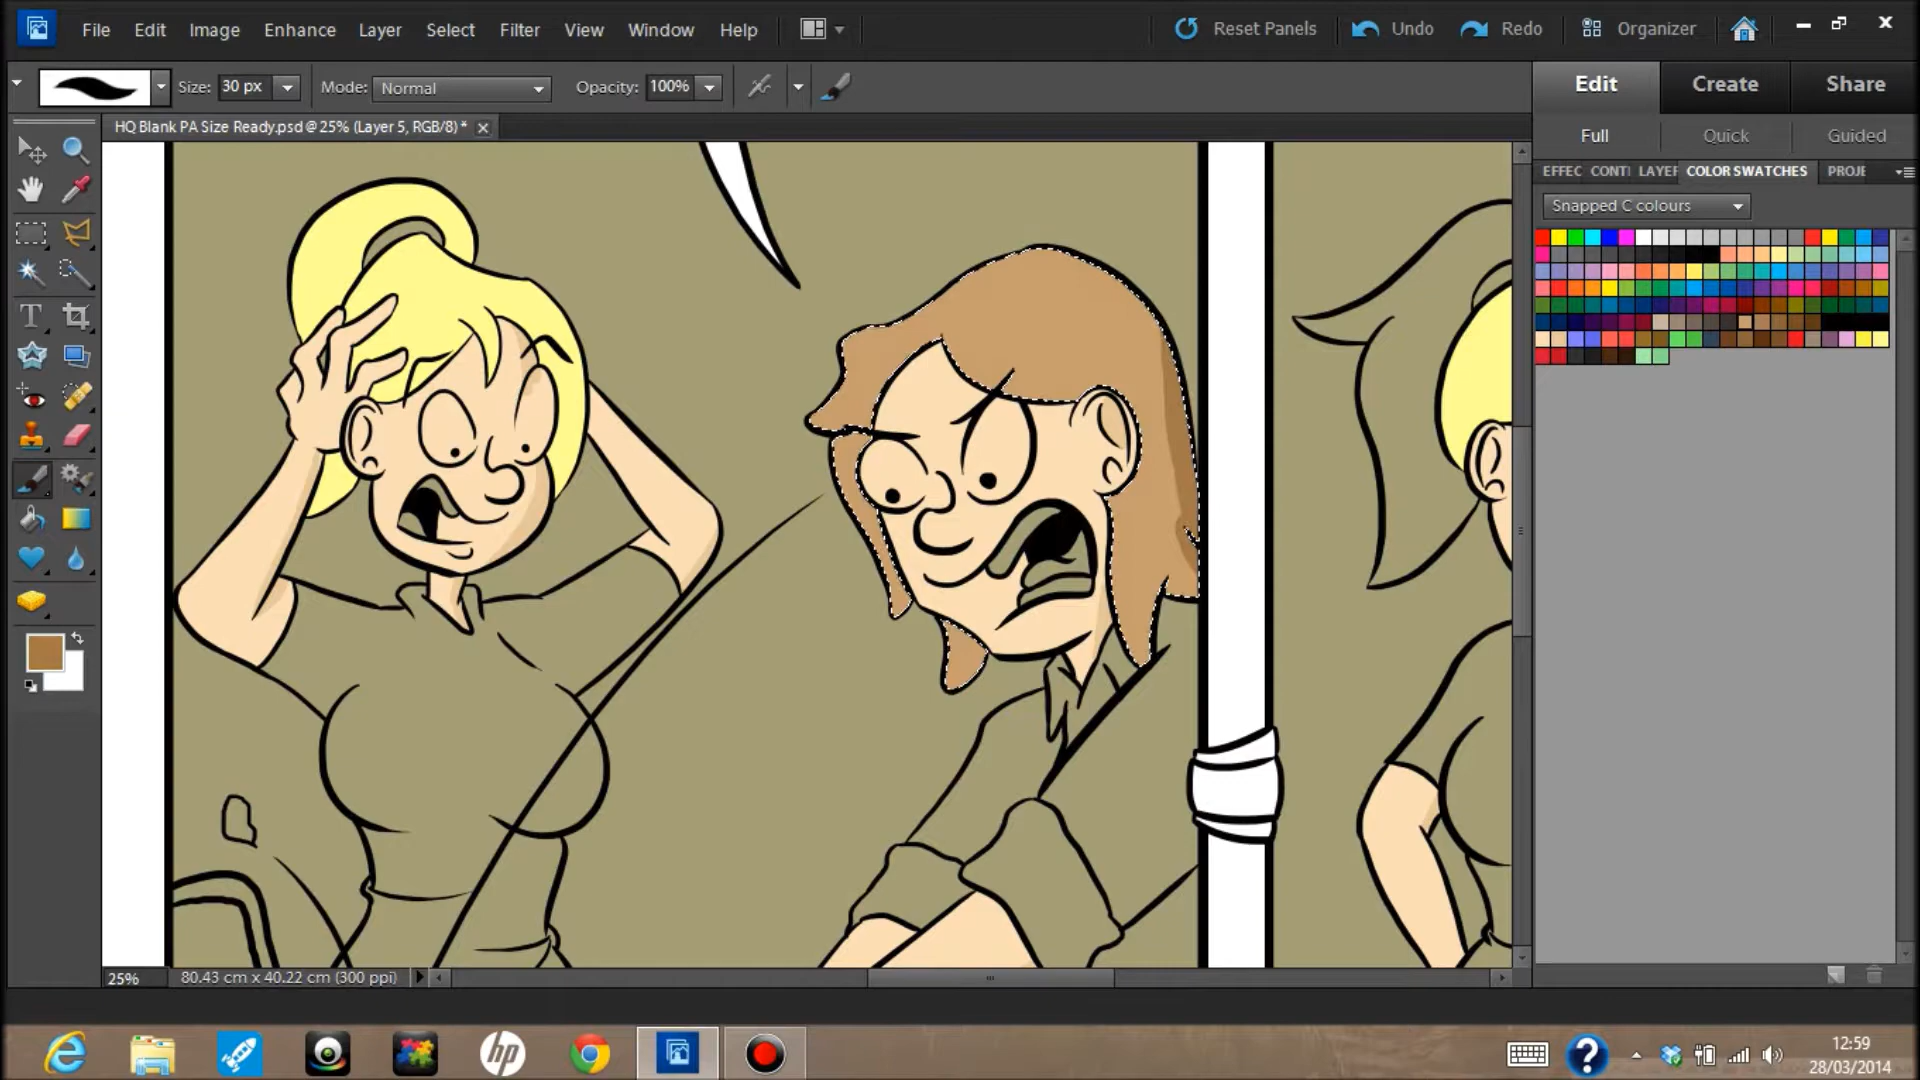 File Edit Image Enhance Layer Select Filter View Window Help Reset Panels Undo Redo Organizer
Size: 30 px Mode: Normal Opacity: 100%
Edit Create Share
HQ Blank PA Size Ready.psd @ 25% (Layer 5, RGB/8) *
Full Quick Guided
EFFEC CONTI LAYER COLOR SWATCHES PROJE
Snapped C colours
T
25% 80.43 cm x 40.22 cm (300 ppi)
hp
?
12:59
28/03/2014